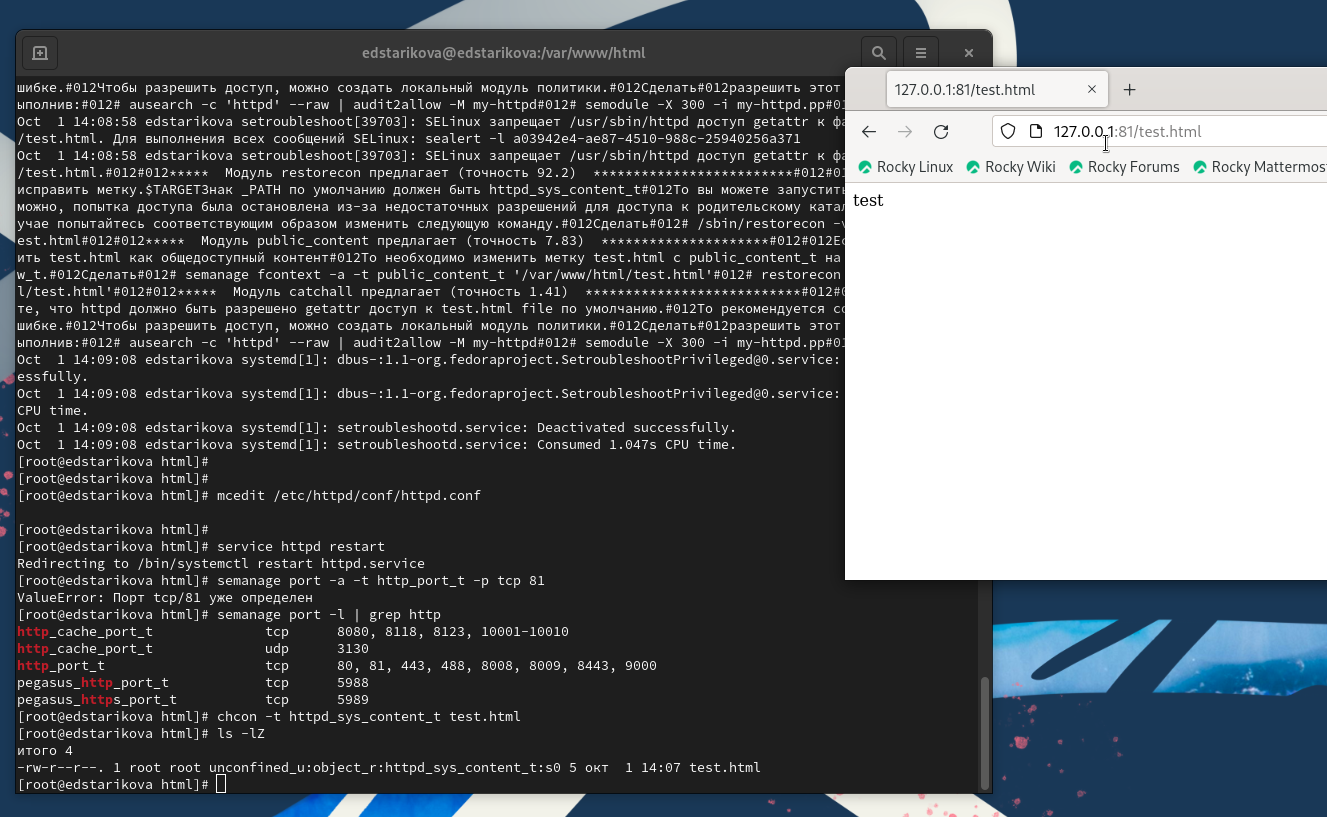 edstarikova@edstarikova:/var/www/html
шибке.#012Чтобы разрешить доступ, можно создать локальный модуль политики.#012Сделать#012разрешить этот
ыполнив:#012# ausearch -c 'httpd' --raw | audit2allow -M my-httpd#012# semodule -X 300 -i my-httpd.pp#01
Oct  1 14:08:58 edstarikova setroubleshoot[39703]: SELinux запрещает /usr/sbin/httpd доступ getattr к фа
/test.html. Для выполнения всех сообщений SELinux: sealert -l a03942e4-ae87-4510-988c-25940256a371
Oct  1 14:08:58 edstarikova setroubleshoot[39703]: SELinux запрещает /usr/sbin/httpd доступ getattr к фа
/test.html.#012#012*****  Модуль restorecon предлагает (точность 92.2)  *************************#012#01
исправить метку.$TARGETЗнак _PATH по умолчанию должен быть httpd_sys_content_t#012То вы можете запустить
можно, попытка доступа была остановлена из-за недостаточных разрешений для доступа к родительскому катал
учае попытайтесь соответствующим образом изменить следующую команду.#012Сделать#012# /sbin/restorecon -v
est.html#012#012*****  Модуль public_content предлагает (точность 7.83)  *********************#012#012Ес
ить test.html как общедоступный контент#012То необходимо изменить метку test.html с public_content_t на
w_t.#012Сделать#012# semanage fcontext -a -t public_content_t '/var/www/html/test.html'#012# restorecon
l/test.html'#012#012*****  Модуль catchall предлагает (точность 1.41)  ***************************#012#0
те, что httpd должно быть разрешено getattr доступ к test.html file по умолчанию.#012То рекомендуется со
шибке.#012Чтобы разрешить доступ, можно создать локальный модуль политики.#012Сделать#012разрешить этот
ыполнив:#012# ausearch -c 'httpd' --raw | audit2allow -M my-httpd#012# semodule -X 300 -i my-httpd.pp#01
Oct  1 14:09:08 edstarikova systemd[1]: dbus-:1.1-org.fedoraproject.SetroubleshootPrivileged@0.service:
essfully.
Oct  1 14:09:08 edstarikova systemd[1]: dbus-:1.1-org.fedoraproject.SetroubleshootPrivileged@0.service:
CPU time.
Oct  1 14:09:08 edstarikova systemd[1]: setroubleshootd.service: Deactivated successfully.
Oct  1 14:09:08 edstarikova systemd[1]: setroubleshootd.service: Consumed 1.047s CPU time.
[root@edstarikova html]#
[root@edstarikova html]#
[root@edstarikova html]# mcedit /etc/httpd/conf/httpd.conf
[root@edstarikova html]#
[root@edstarikova html]# service httpd restart
Redirecting to /bin/systemctl restart httpd.service
[root@edstarikova html]# semanage port -a -t http_port_t -p tcp 81
ValueError: Порт tcp/81 уже определен
[root@edstarikova html]# semanage port -l | grep http
http_cache_port_t              tcp      8080, 8118, 8123, 10001-10010
http_cache_port_t              udp      3130
http_port_t                    tcp      80, 81, 443, 488, 8008, 8009, 8443, 9000
pegasus_http_port_t            tcp      5988
pegasus_https_port_t           tcp      5989
[root@edstarikova html]# chcon -t httpd_sys_content_t test.html
[root@edstarikova html]# ls -lZ
итого 4
-rw-r--r--. 1 root root unconfined_u:object_r:httpd_sys_content_t:s0 5 окт  1 14:07 test.html
[root@edstarikova html]#
127.0.0.1:81/test.html
127.0.0.1:81/test.html
Rocky Linux Rocky Wiki Rocky Forums Rocky Mattermos
test